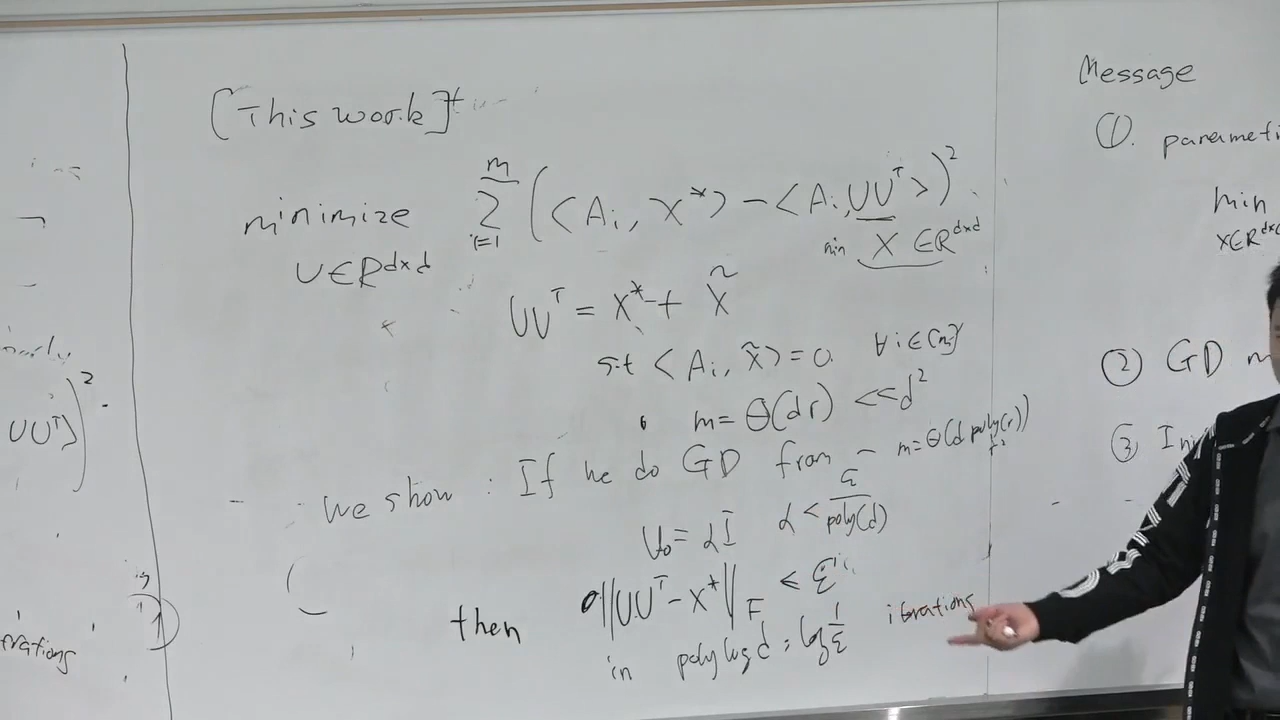 [This work]
minimize Σ_{i=1}^{m} (<A_i, X*> - <A_i, UU^T>)^2
U∈R^{d×d}
min X ∈R^{d×d}
UU^T = X* + X̃
s.t <A_i, X̃> = 0. ∀ i ∈ [m]
m = Θ(dr) << d^2
m = Θ(d poly(r))
we show : If we do GD from
U_0 = αI α < ε/poly(d)
then ||UU^T - X*||_F ≤ ε
in poly log d · log 1/ε iterations
UU^T>)^2
Message
①. 
min
X∈R
② GD
③